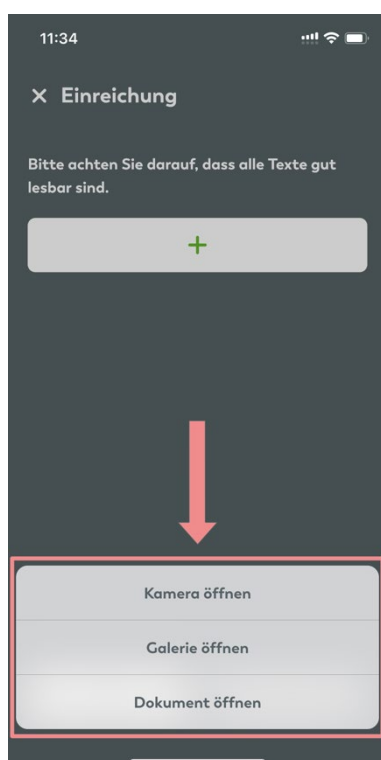 11:34
Einreichung
Bitte achten Sie darauf, dass alle Texte gut
lesbar sind.
Kamera öffnen
Galerie öffnen
Dokument öffnen